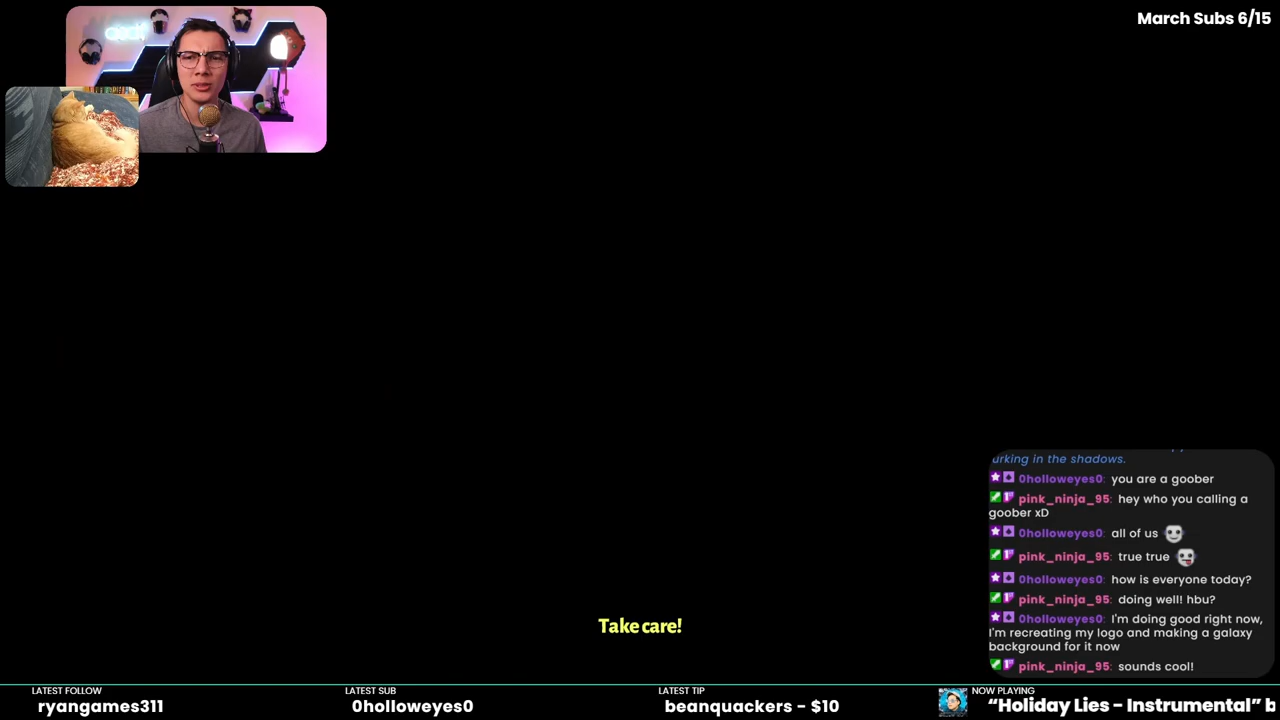 March Subs 6/15
urking in the shadows.
0holloweyes0: you are a goober
pink_ninja_95: hey who you calling a
goober xD
0holloweyes0: all of us
pink_ninja_95: true true
0holloweyes0: how is everyone today?
pink_ninja_95: doing well! hbu?
0holloweyes0: I'm doing good right now,
I'm recreating my logo and making a galaxy
background for it now
pink_ninja_95: sounds cool!
Take care!
LATEST FOLLOW
ryangames311
LATEST SUB
0holloweyes0
LATEST TIP
beanquackers - $10
NOW PLAYING
“Holiday Lies - Instrumental” b